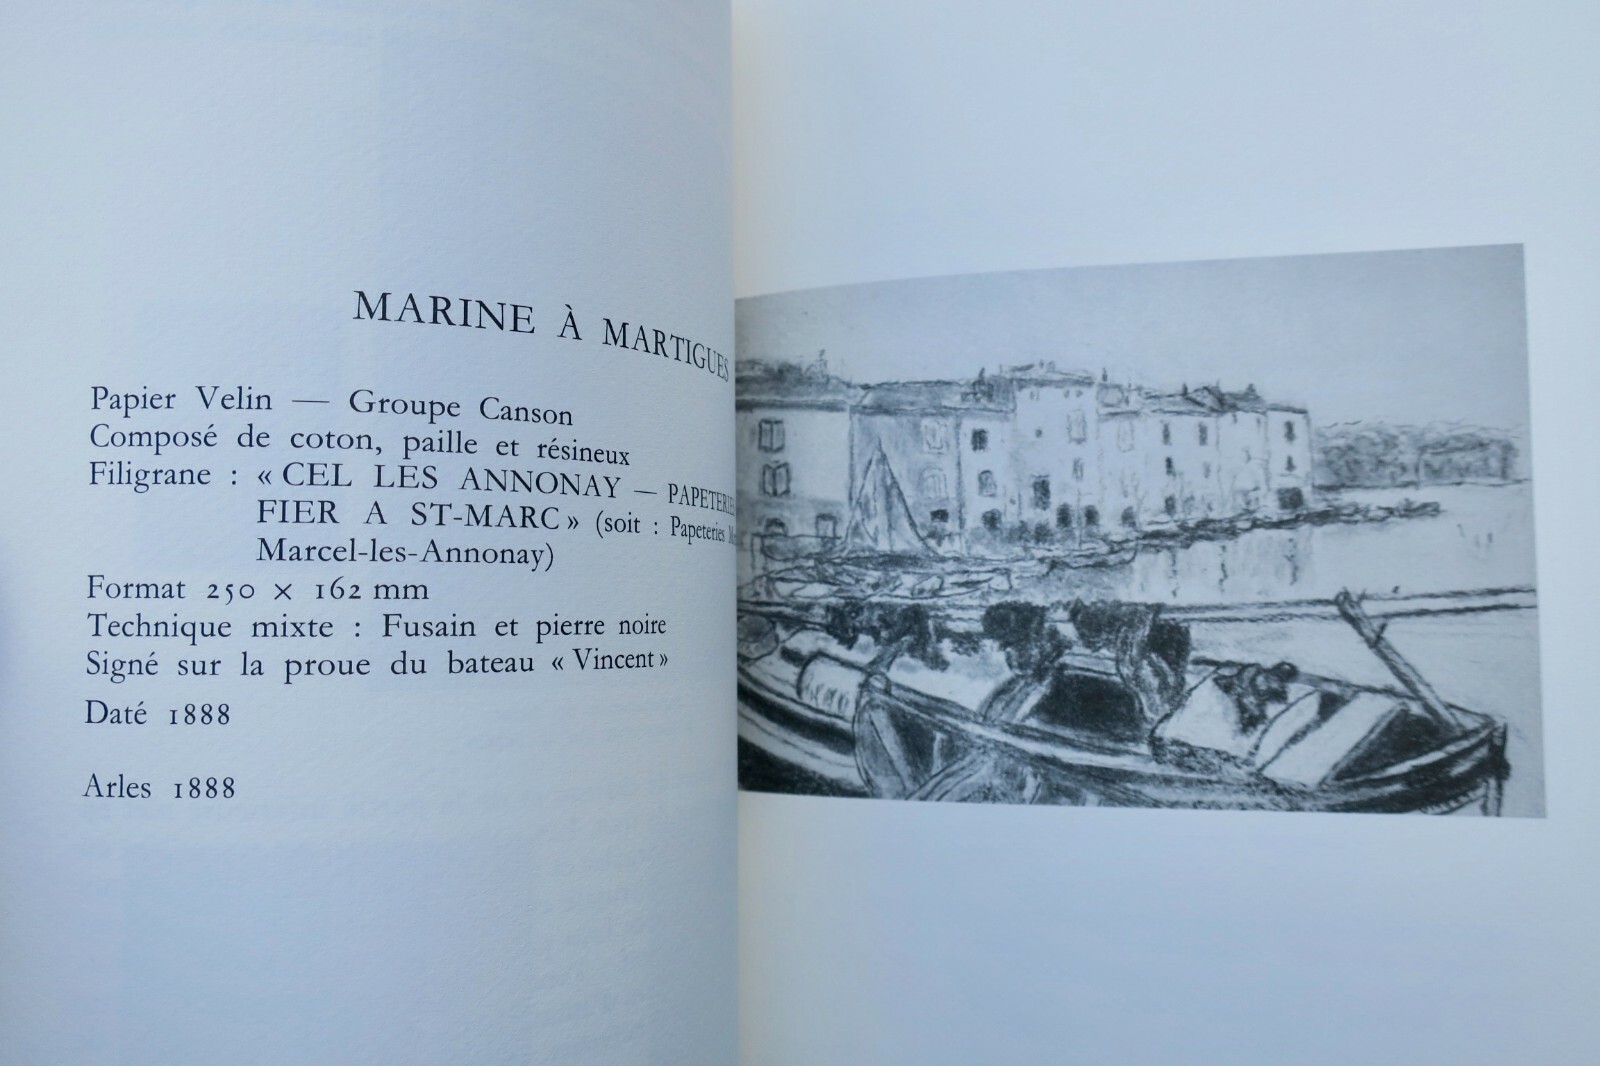 MARINE À MARTIGUES
Papier Velin — Groupe Canson
Composé de coton, paille et résineux
Filigrane : « CEL LES ANNONAY — PAPETERIE
FIER A ST-MARC » (soit : Papeteries
Marcel-les-Annonay)
Format 250 × 162 mm
Technique mixte : Fusain et pierre noire
Signé sur la proue du bateau « Vincent »
Daté 1888
Arles 1888